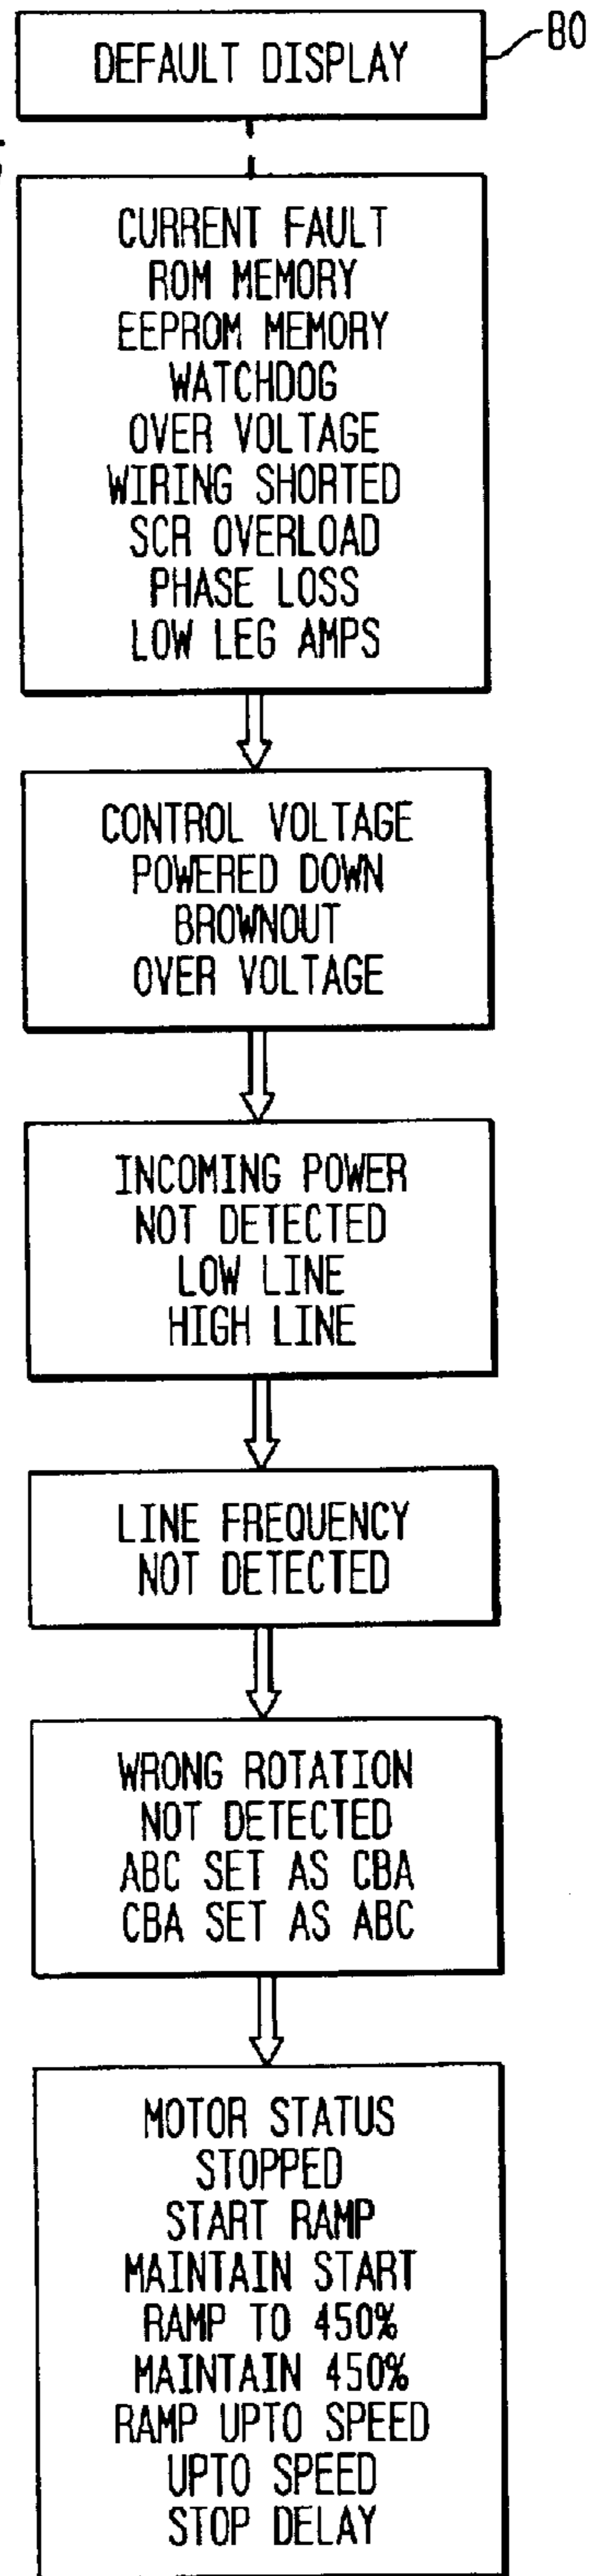 DEFAULT DISPLAY
80
CURRENT FAULT
ROM MEMORY
EEPROM MEMORY
WATCHDOG
OVER VOLTAGE
WIRING SHORTED
SCR OVERLOAD
PHASE LOSS
LOW LEG AMPS
CONTROL VOLTAGE
POWERED DOWN
BROWNOUT
OVER VOLTAGE
INCOMING POWER
NOT DETECTED
LOW LINE
HIGH LINE
LINE FREQUENCY
NOT DETECTED
WRONG ROTATION
NOT DETECTED
ABC SET AS CBA
CBA SET AS ABC
MOTOR STATUS
STOPPED
START RAMP
MAINTAIN START
RAMP TO 450%
MAINTAIN 450%
RAMP UPTO SPEED
UPTO SPEED
STOP DELAY